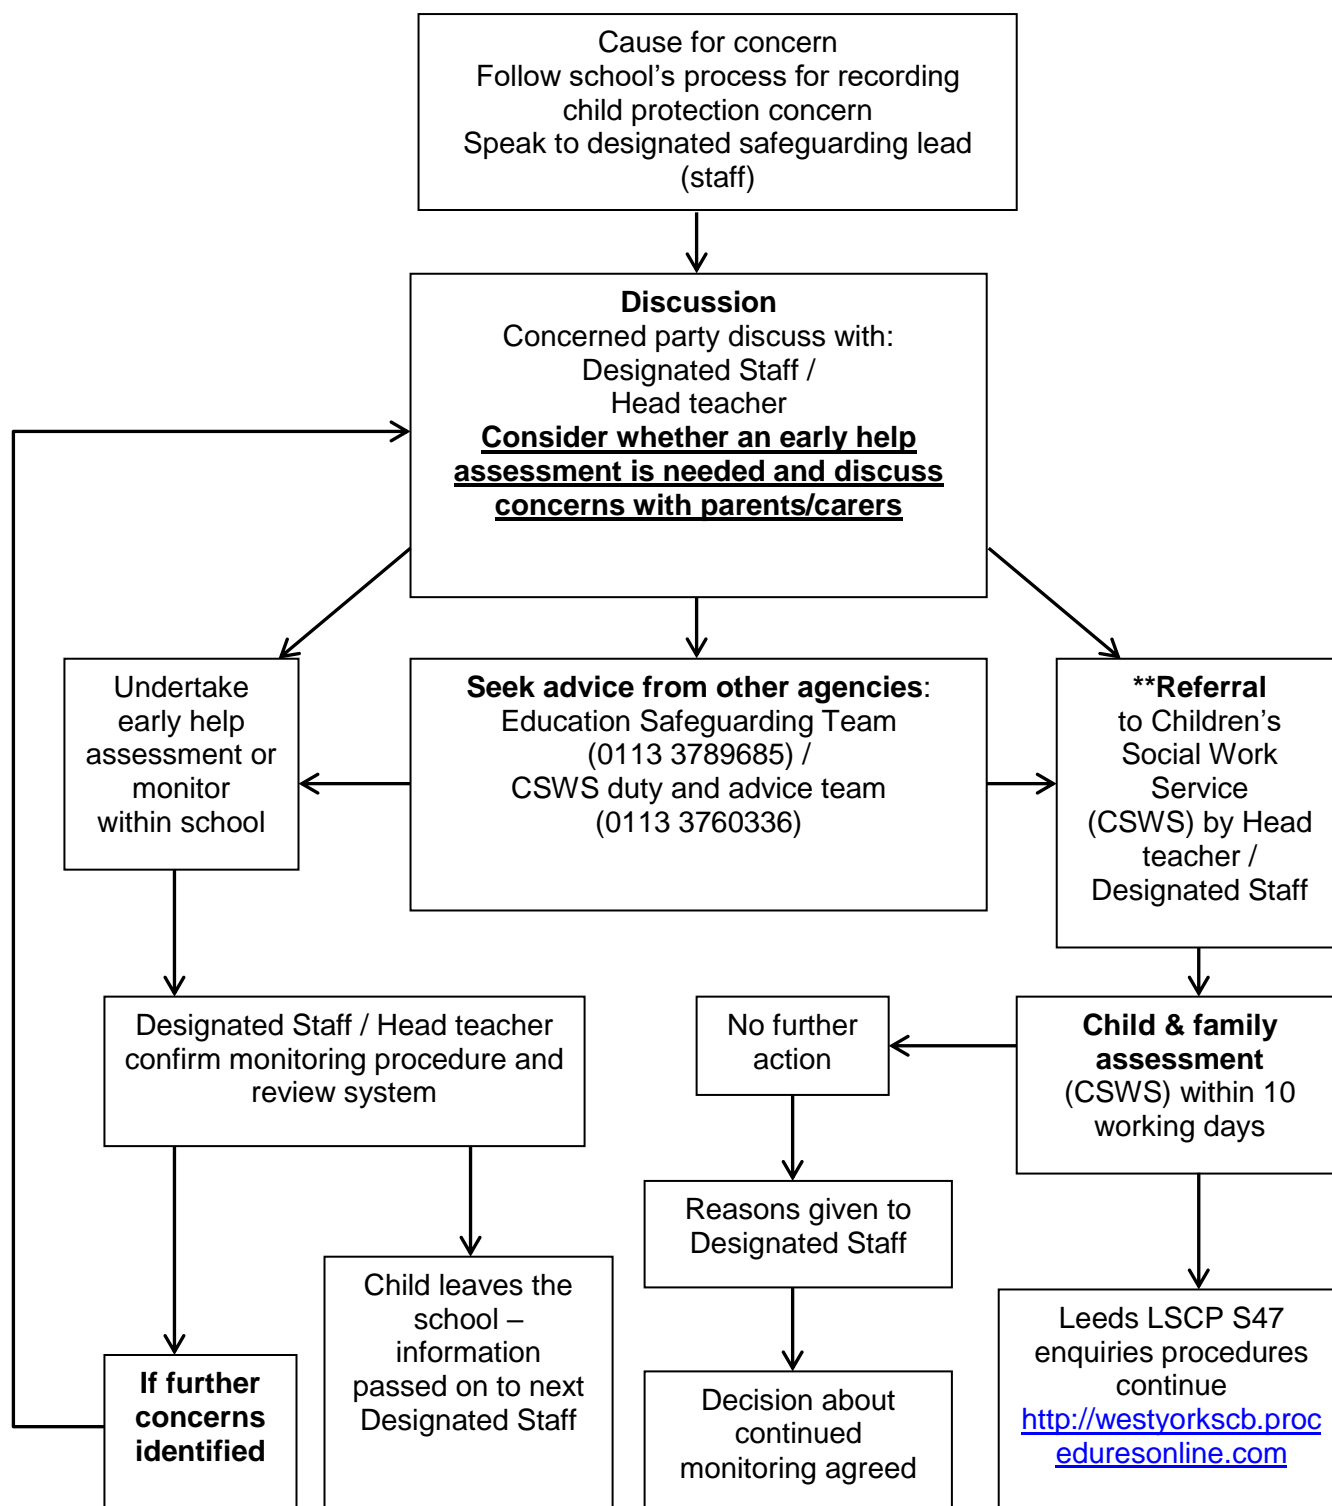 Cause for concern
Follow school’s process for recording
child protection concern
Speak to designated safeguarding lead
(staff)
Discussion
Concerned party discuss with:
Designated Staff /
Head teacher
Consider whether an early help
assessment is needed and discuss
concerns with parents/carers
Undertake
early help
assessment or
monitor
within school
Seek advice from other agencies:
Education Safeguarding Team
(0113 3789685) /
CSWS duty and advice team
(0113 3760336)
**Referral
to Children’s
Social Work
Service
(CSWS) by Head
teacher /
Designated Staff
Designated Staff / Head teacher
confirm monitoring procedure and
review system
No further
action
Child & family
assessment
(CSWS) within 10
working days
Reasons given to
Designated Staff
If further
concerns
identified
Child leaves the
school –
information
passed on to next
Designated Staff
Decision about
continued
monitoring agreed
Leeds LSCP S47
enquiries procedures
continue
http://westyorkscb.proc
eduresonline.com